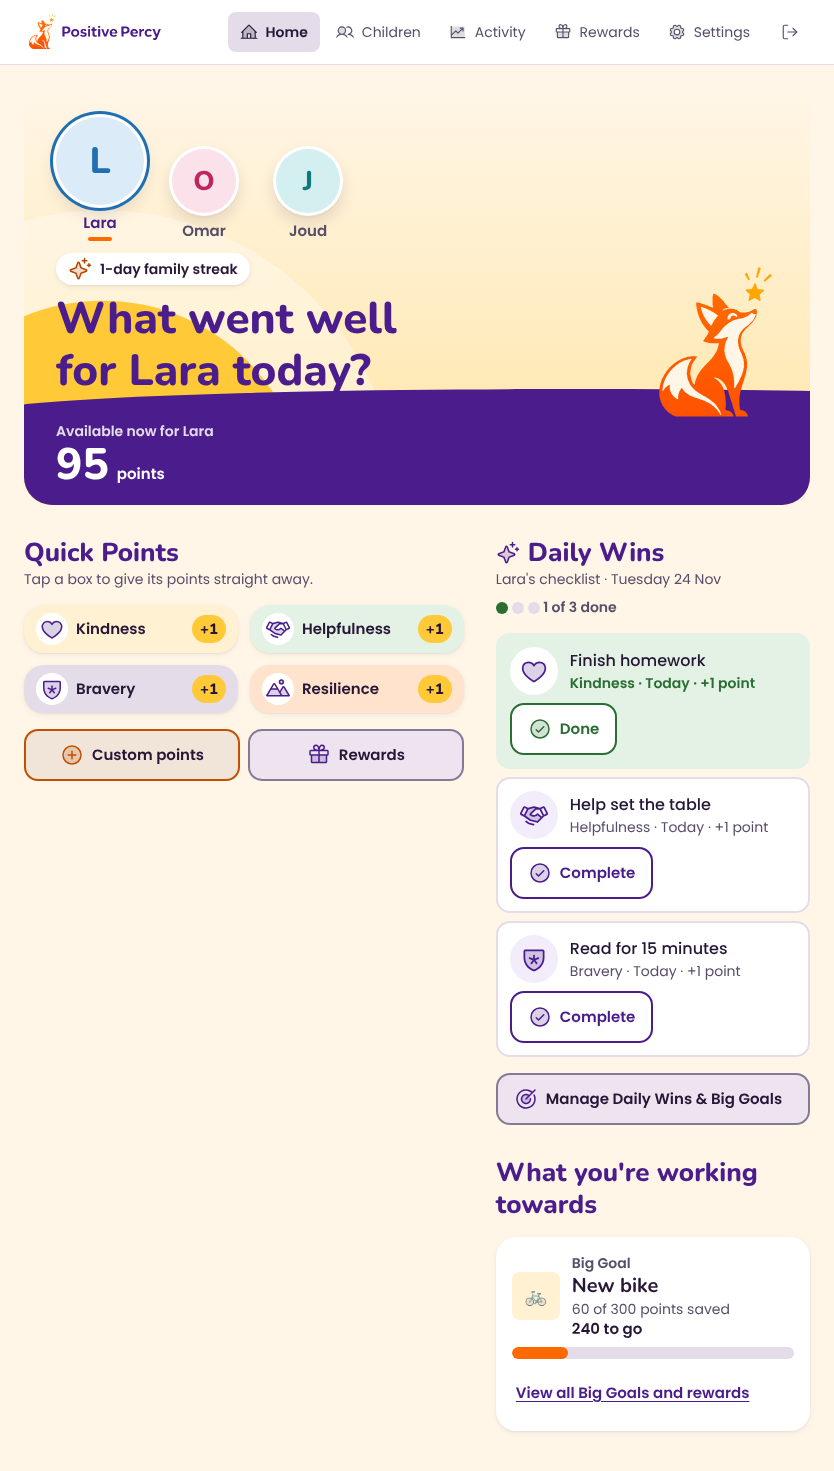 Positive Percy
Home
Children
Activity
Rewards
Settings
L
O
J
Lara
Omar
Joud
1-day family streak
What went well
for Lara today?
Available now for Lara
95 points
Quick Points
Tap a box to give its points straight away.
Kindness +1
Helpfulness +1
Bravery +1
Resilience +1
Custom points
Rewards
Daily Wins
Lara's checklist · Tuesday 24 Nov
1 of 3 done
Finish homework
Kindness · Today · +1 point
Done
Help set the table
Helpfulness · Today · +1 point
Complete
Read for 15 minutes
Bravery · Today · +1 point
Complete
Manage Daily Wins & Big Goals
What you're working
towards
Big Goal
New bike
60 of 300 points saved
240 to go
View all Big Goals and rewards